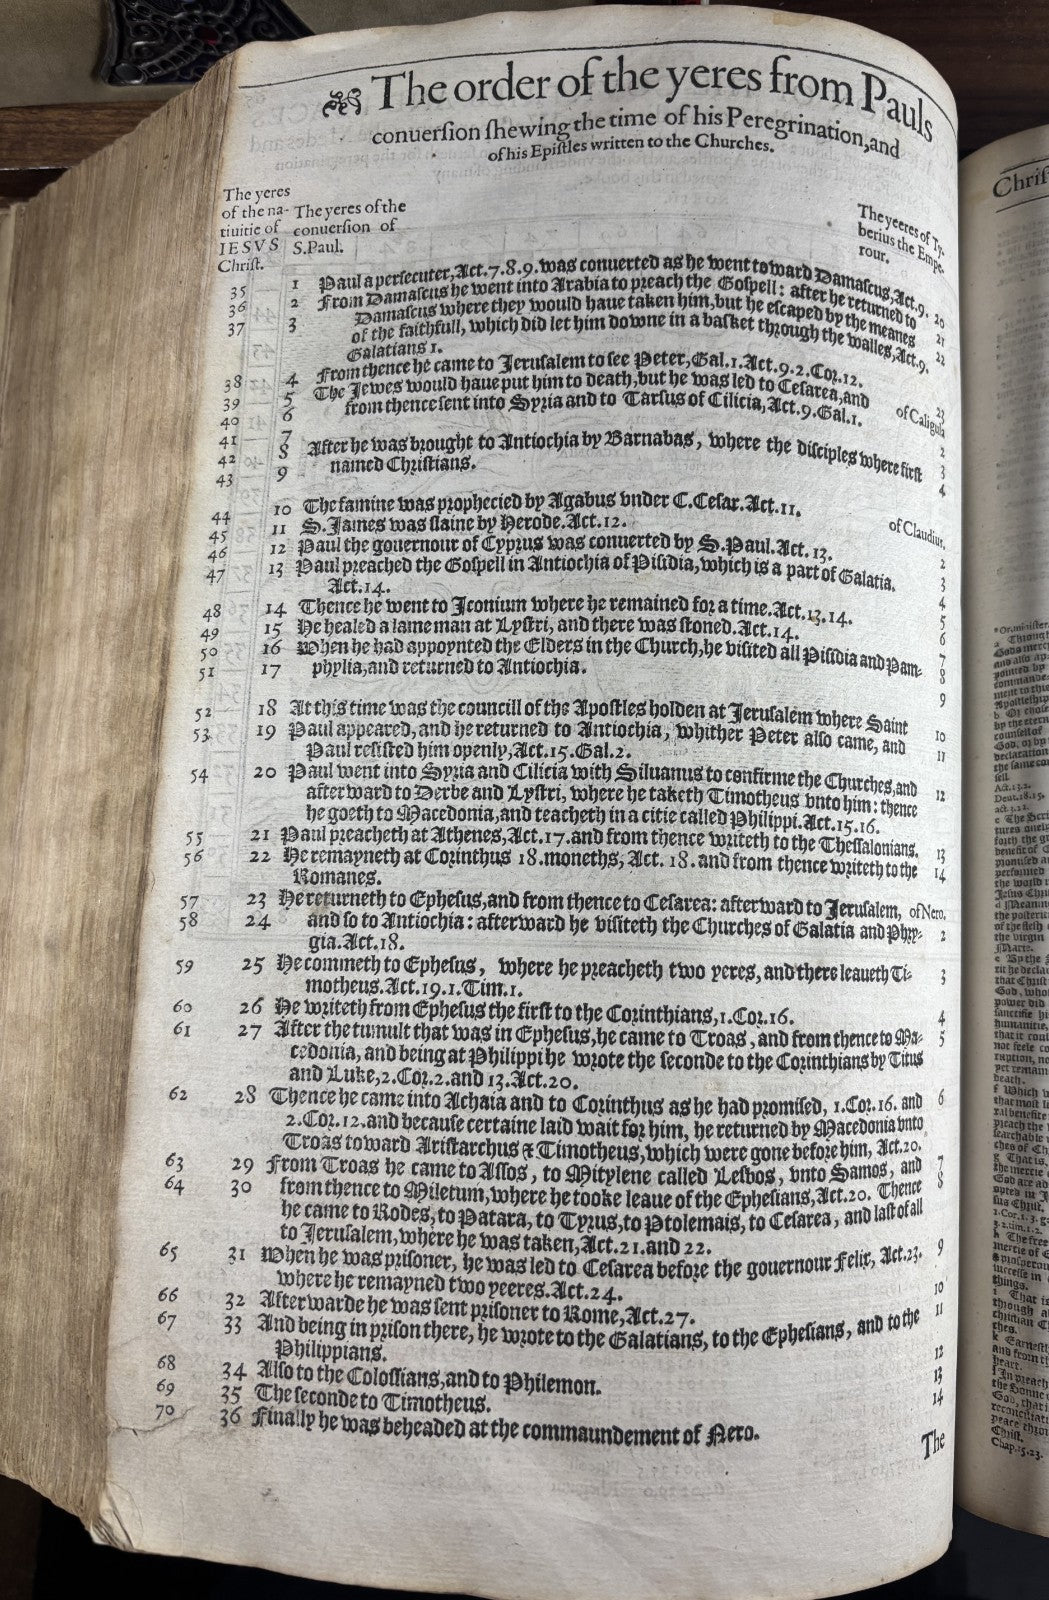 The order of the yeres from Pauls
conuersion shewing the time of his Peregrination, and
of his Epistles written to the Churches.
The yeres
of the na-
tiuitie of
IESVS
Christ.
The yeres of the
conuersion of
S.Paul.
The yeeres of Ty-
berius the Empe-
rour.
35 1 Paul a persecuter, Act.7.8.9. was conuerted as he went toward Damascus, Act.9. 20
36 2 From Damascus he went into Arabia to preach the Gospell: after he returned to 21
37 3 Damascus where they would haue taken him, but he escaped by the meanes 22
of the faithfull, which did let him downe in a basket through the walles, Act.9.
Galatians 1.
38 4 From thence he came to Jerusalem to see Peter, Gal.1.Act.9.2.Cor.12. 23
39 5 The Jewes would haue put him to death, but he was led to Cesarea, and of Caligula
40 6 from thence sent into Syria and to Tarsus of Cilicia, Act.9.Gal.1.
41 7 2
42 8 After he was brought to Antiochia by Barnabas, where the disciples where first 3
43 9 named Christians. 4
44 10 The famine was prophecied by Agabus vnder C.Cesar.Act.11. of Claudius.
45 11 S.James was slaine by Herode.Act.12.
46 12 Paul the gouernour of Cyprus was conuerted by S.Paul.Act.13. 2
47 13 Paul preached the Gospell in Antiochia of Pisidia, which is a part of Galatia. 3
Act.14. 4
48 14 Thence he went to Iconium where he remained for a time.Act.13.14. 5
49 15 He healed a lame man at Lystri, and there was stoned.Act.14. 6
50 16 When he had appoynted the Elders in the Church, he visited all Pisidia and Pam- 7
51 17 phylia, and returned to Antiochia. 8
9
52 18 At this time was the councill of the Apostles holden at Jerusalem where Saint
53 19 Paul appeared, and he returned to Antiochia, whither Peter also came, and 10
Paul resisted him openly, Act.15.Gal.2. 11
54 20 Paul went into Syria and Cilicia with Siluanus to confirme the Churches, and
afterward to Derbe and Lystri, where he taketh Timotheus vnto him: thence 12
he goeth to Macedonia, and teacheth in a citie called Philippi.Act.15.16.
55 21 Paul preacheth at Athenes, Act.17. and from thence writeth to the Thessalonians. 13
56 22 He remayneth at Corinthus 18. moneths, Act. 18. and from thence writeth to the 14
Romanes.
57 23 He returneth to Ephesus, and from thence to Cesarea: afterward to Jerusalem, of Nero.
58 24 and so to Antiochia: afterward he visiteth the Churches of Galatia and Phry- 2
gia.Act.18.
59 25 He commeth to Ephesus, where he preacheth two yeres, and there leaueth Ti- 3
motheus.Act.19.1.Tim.1.
60 26 He writeth from Ephesus the first to the Corinthians, 1.Cor.16. 4
61 27 After the tumult that was in Ephesus, he came to Troas, and from thence to Ma- 5
cedonia, and being at Philippi he wrote the seconde to the Corinthians by Titus
and Luke, 2.Cor.2. and 13.Act.20.
62 28 Thence he came into Achaia and to Corinthus as he had promised, 1.Cor.16. and 6
2.Cor.12. and because certaine laid wait for him, he returned by Macedonia vnto
Troas toward Aristarchus & Timotheus, which were gone before him, Act.20.
63 29 From Troas he came to Assos, to Mitylene called Lesbos, vnto Samos, and 7
64 30 from thence to Miletum, where he tooke leaue of the Ephesians, Act.20. Thence 8
he came to Rodes, to Patara, to Tyrus, to Ptolemais, to Cesarea, and last of all
to Jerusalem, where he was taken, Act.21.and 22.
65 31 When he was prisoner, he was led to Cesarea before the gouernour Felix, Act.23. 9
where he remayned two yeeres.Act.24.
66 32 Afterwarde he was sent prisoner to Rome, Act.27. 10
67 33 And being in prison there, he wrote to the Galatians, to the Ephesians, and to the 11
Philippians.
68 34 Also to the Colossians, and to Philemon. 12
69 35 The seconde to Timotheus. 13
70 36 Finally he was beheaded at the commaundement of Nero. 14
The